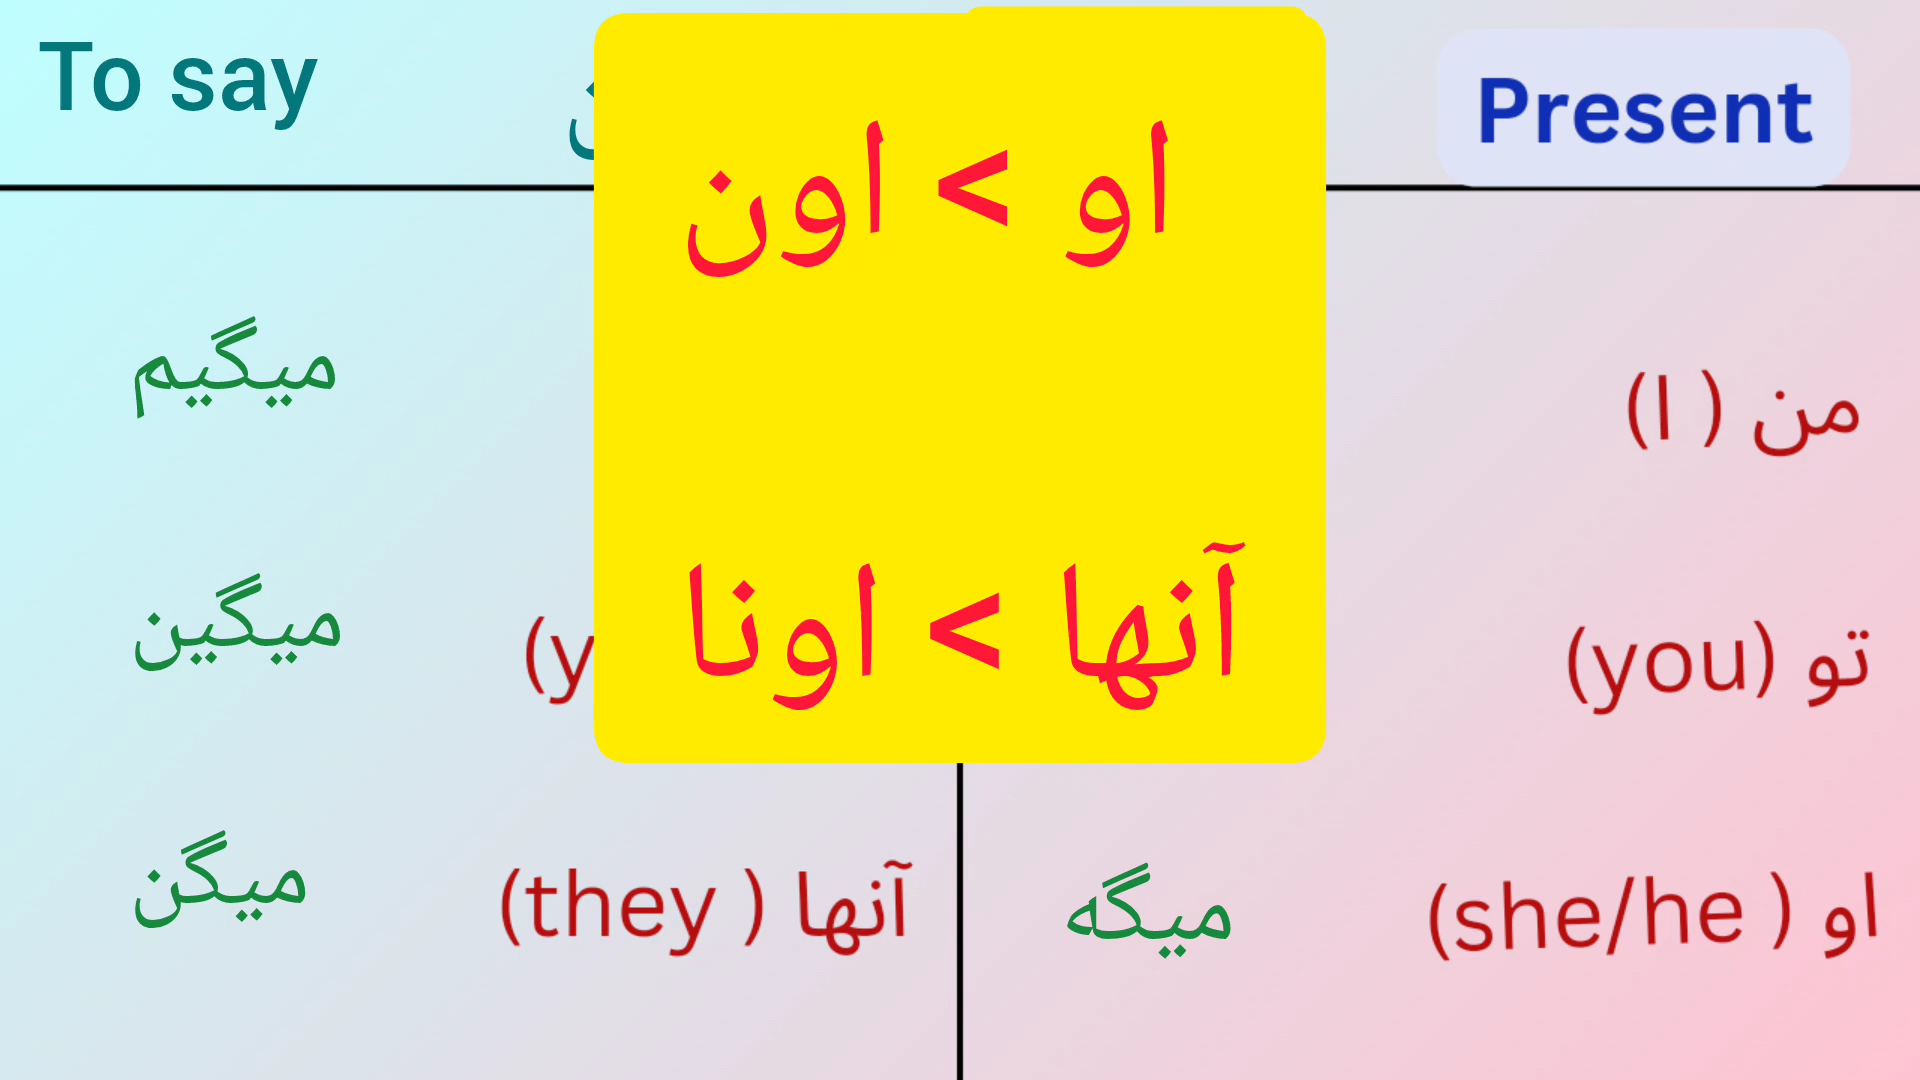 To say
Present
او > اون
آنها > اونا
من ( I)
تو (you)
او ( she/he)
میگه
میگیم
میگین
آنها ( they)
میگن